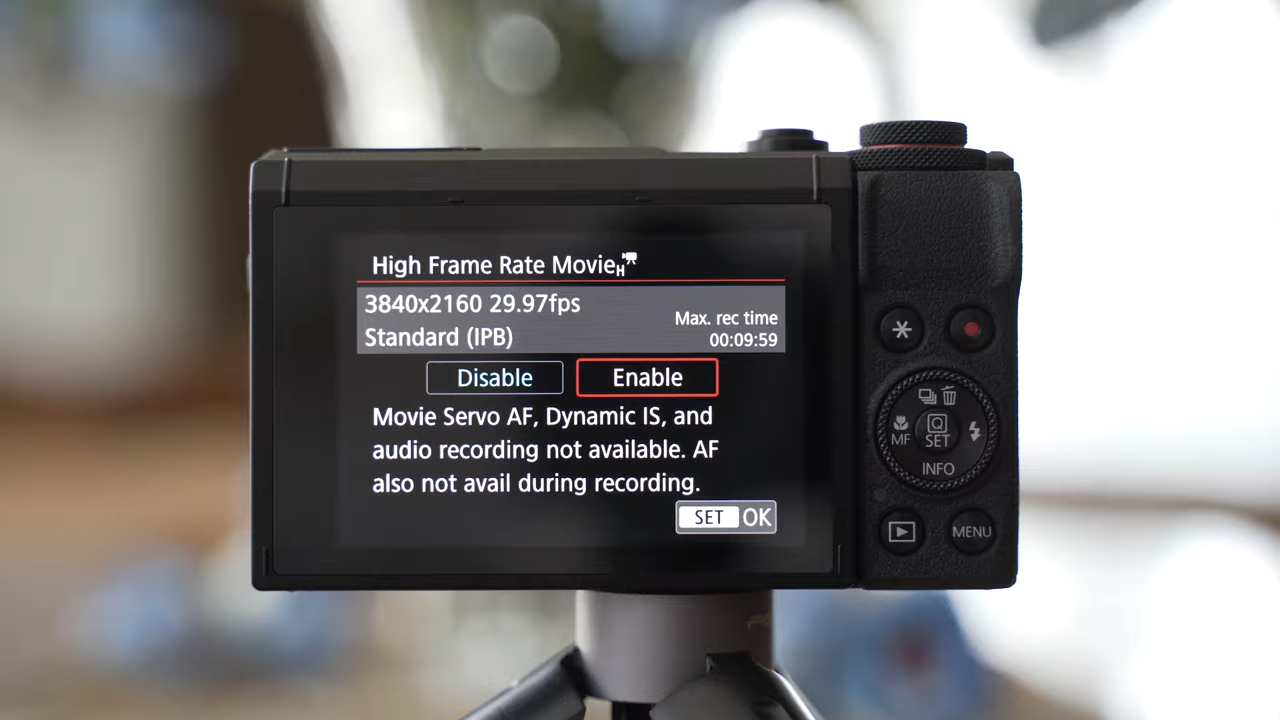 High Frame Rate Movie H
3840x2160 29.97fps
Standard (IPB)
Max. rec time
00:09:59
Disable
Enable
Movie Servo AF, Dynamic IS, and
audio recording not available. AF
also not avail during recording.
SET OK
MF
Q
SET
INFO
MENU